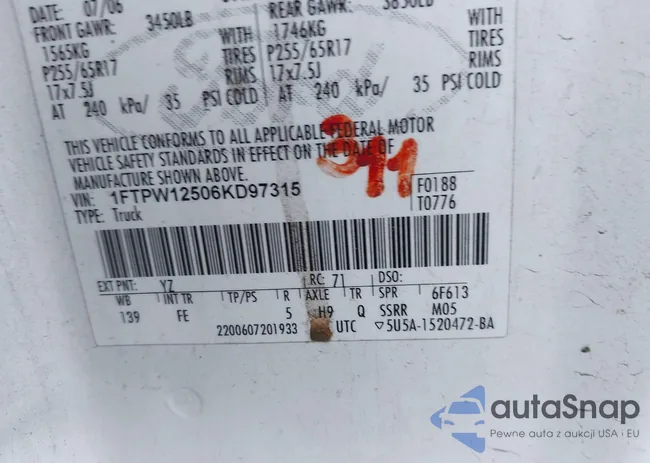 DATE: 07/06
FRONT GAWR: 3450LB
1565KG WITH
P255/65R17 TIRES
17x7.5J RIMS
AT 240 kPa/ 35 PSI COLD
REAR GAWR: 3850LB
1746KG WITH
P255/65R17 TIRES
17x7.5J RIMS
AT 240 kPa/ 35 PSI COLD
THIS VEHICLE CONFORMS TO ALL APPLICABLE FEDERAL MOTOR
VEHICLE SAFETY STANDARDS IN EFFECT ON THE DATE OF
MANUFACTURE SHOWN ABOVE.
VIN: 1FTPW12506KD97315
TYPE: Truck
F0188
T0776
EXT PNT: YZ RC: 71 DSO:
WB INT TR TP/PS R AXLE TR SPR 6F613
139 FE 5 H9 Q SSRR M05
2200607201933 UTC ▽5U5A-1520472-BA
autaSnap
Pewne auta z aukcji USA i EU